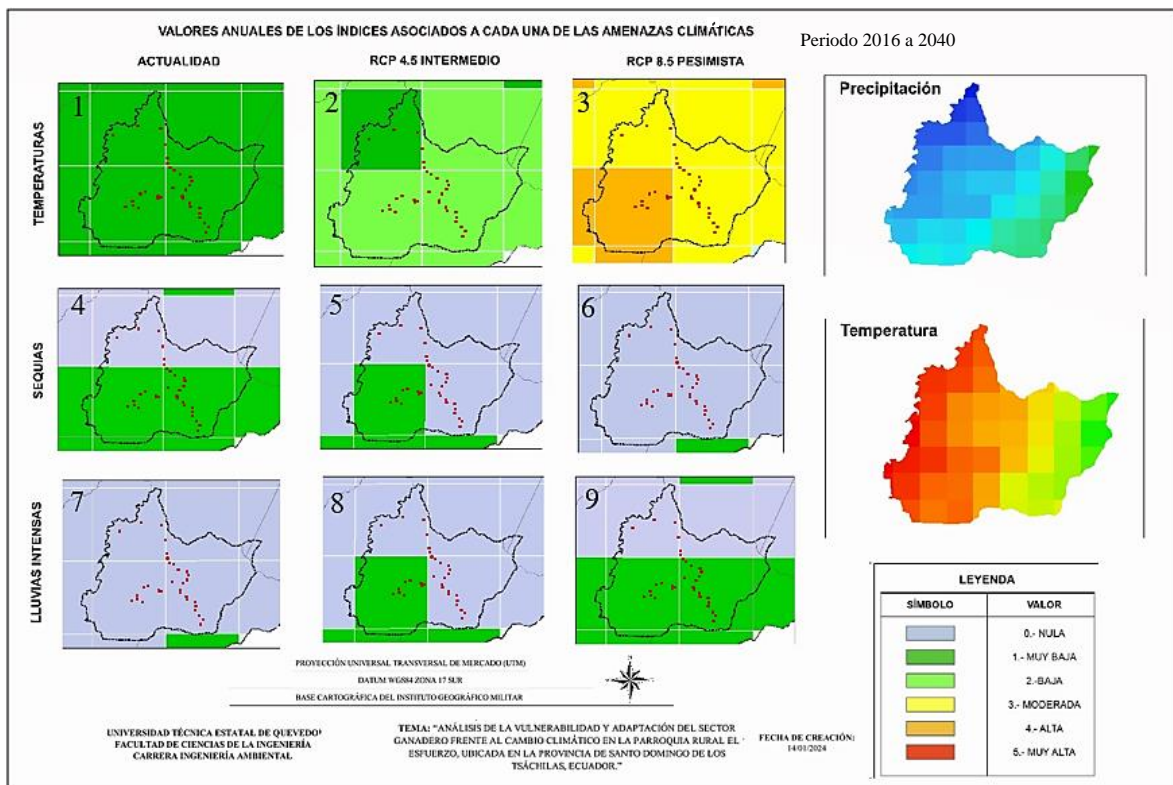 VALORES ANUALES DE LOS ÍNDICES ASOCIADOS A CADA UNA DE LAS AMENAZAS CLIMÁTICAS
Periodo 2016 a 2040
ACTUALIDAD
RCP 4.5 INTERMEDIO
RCP 8.5 PESIMISTA
TEMPERATURAS
1
2
3
SEQUIAS
4
5
6
LLUVIAS INTENSAS
7
8
9
Precipitación
Temperatura
LEYENDA
SÍMBOLO VALOR
0.- NULA
1.- MUY BAJA
2.-BAJA
3.- MODERADA
4.- ALTA
5.- MUY ALTA
PROYECCIÓN UNIVERSAL TRANSVERSAL DE MERCADO (UTM)
DATUM WGS84 ZONA 17 SUR
BASE CARTOGRÁFICA DEL INSTITUTO GEOGRÁFICO MILITAR
UNIVERSIDAD TÉCNICA ESTATAL DE QUEVEDO
FACULTAD DE CIENCIAS DE LA INGENIERÍA
CARRERA INGENIERÍA AMBIENTAL
TEMA: "ANÁLISIS DE LA VULNERABILIDAD Y ADAPTACIÓN DEL SECTOR
GANADERO FRENTE AL CAMBIO CLIMÁTICO EN LA PARROQUIA RURAL EL
ESFUERZO, UBICADA EN LA PROVINCIA DE SANTO DOMINGO DE LOS
TSÁCHILAS, ECUADOR."
FECHA DE CREACIÓN:
14/01/2024